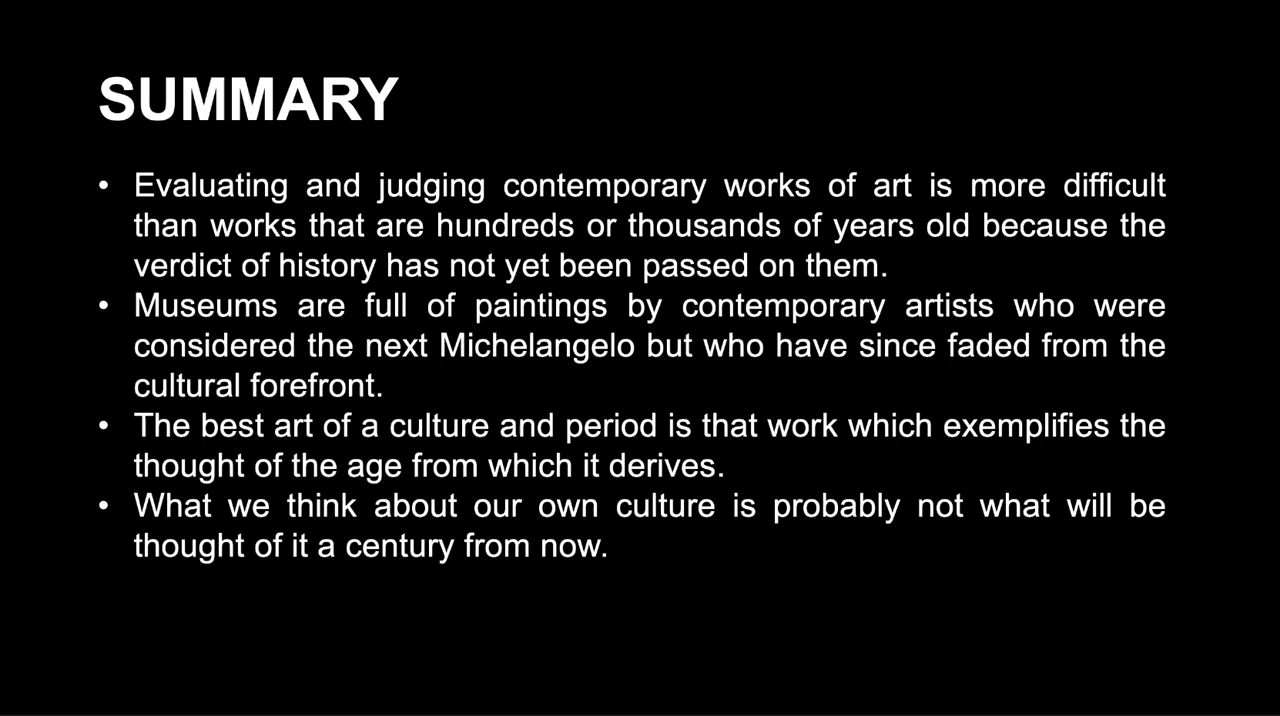 SUMMARY
• Evaluating and judging contemporary works of art is more difficult
than works that are hundreds or thousands of years old because the
verdict of history has not yet been passed on them.
• Museums are full of paintings by contemporary artists who were
considered the next Michelangelo but who have since faded from the
cultural forefront.
• The best art of a culture and period is that work which exemplifies the
thought of the age from which it derives.
• What we think about our own culture is probably not what will be
thought of it a century from now.